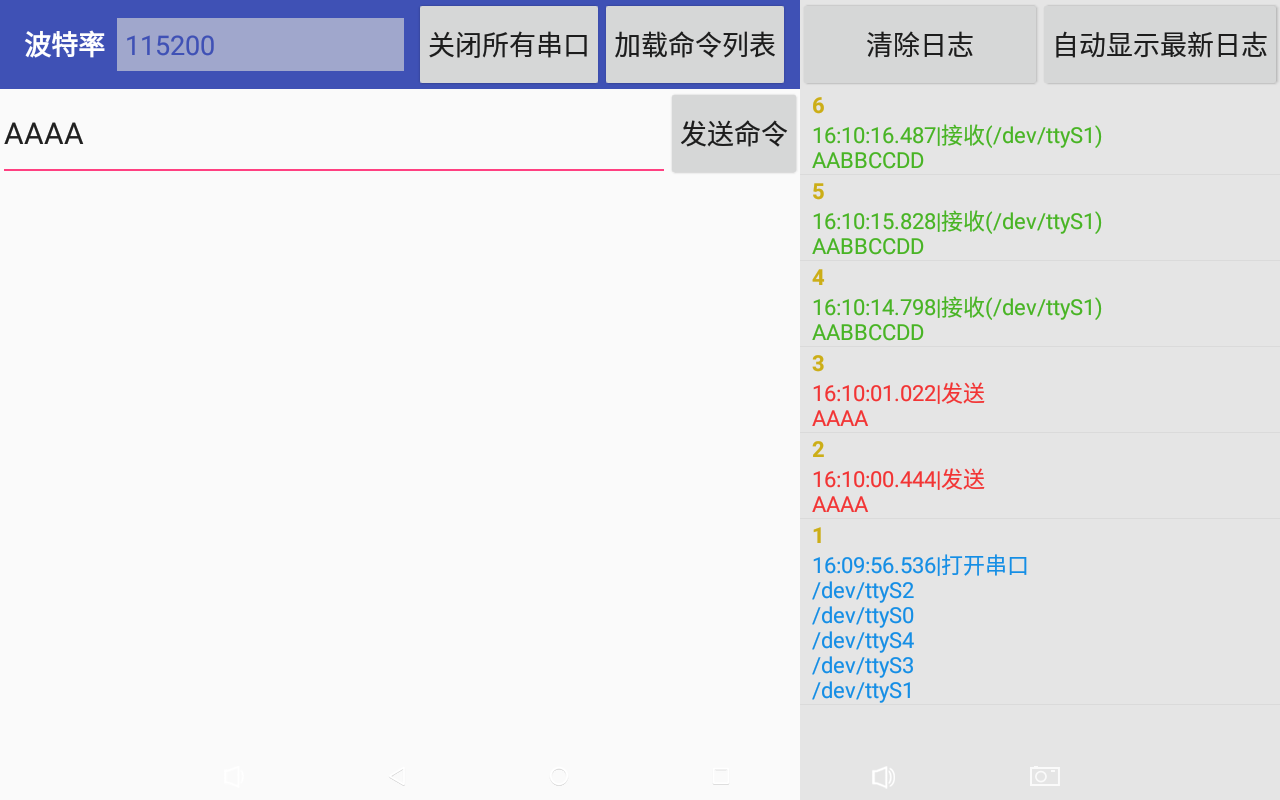 波特率 115200 关闭所有串口 加载命令列表 清除日志 自动显示最新日志
AAAA 发送命令
6
16:10:16.487|接收(/dev/ttyS1)
AABBCCDD
5
16:10:15.828|接收(/dev/ttyS1)
AABBCCDD
4
16:10:14.798|接收(/dev/ttyS1)
AABBCCDD
3
16:10:01.022|发送
AAAA
2
16:10:00.444|发送
AAAA
1
16:09:56.536|打开串口
/dev/ttyS2
/dev/ttyS0
/dev/ttyS4
/dev/ttyS3
/dev/ttyS1